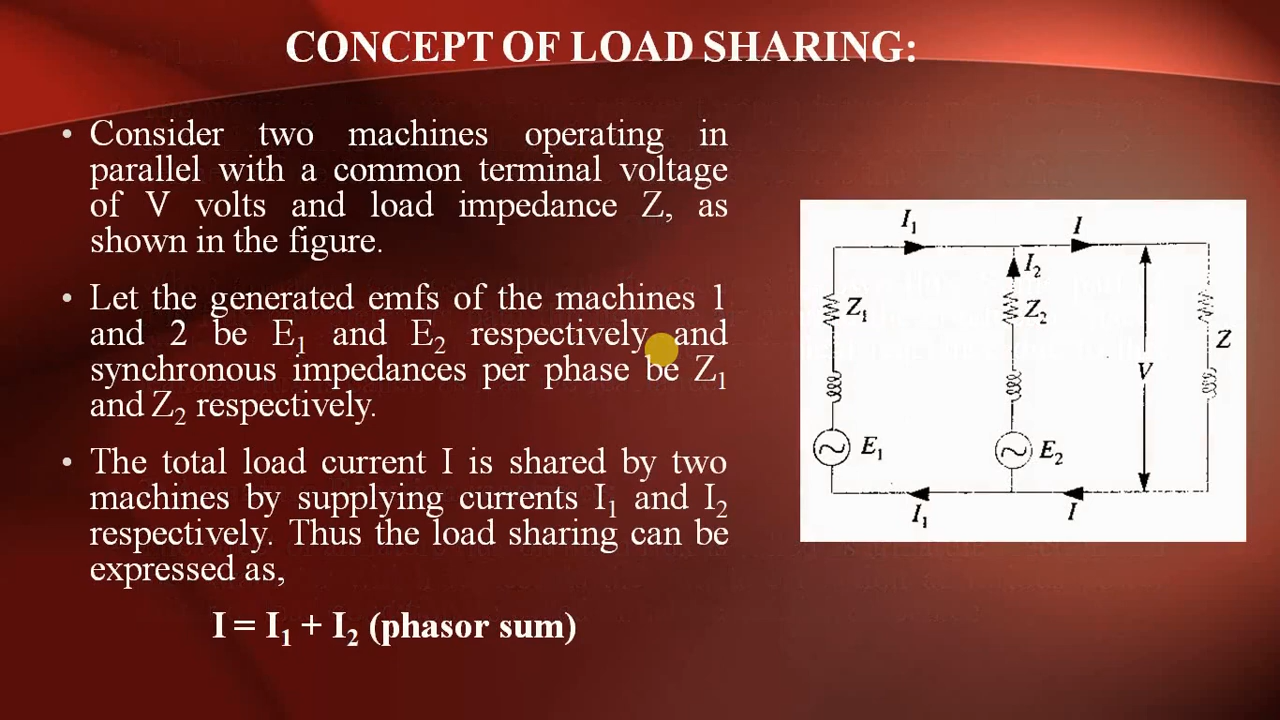 CONCEPT OF LOAD SHARING:
• Consider two machines operating in
parallel with a common terminal voltage
of V volts and load impedance Z, as
shown in the figure.
• Let the generated emfs of the machines 1
and 2 be E₁ and E₂ respectively and
synchronous impedances per phase be Z₁
and Z₂ respectively.
• The total load current I is shared by two
machines by supplying currents I₁ and I₂
respectively. Thus the load sharing can be
expressed as,
I = I₁ + I₂ (phasor sum)
I₁
I
I₂
Z₁
Z₂
Z
V
E₁
E₂
I₁
I